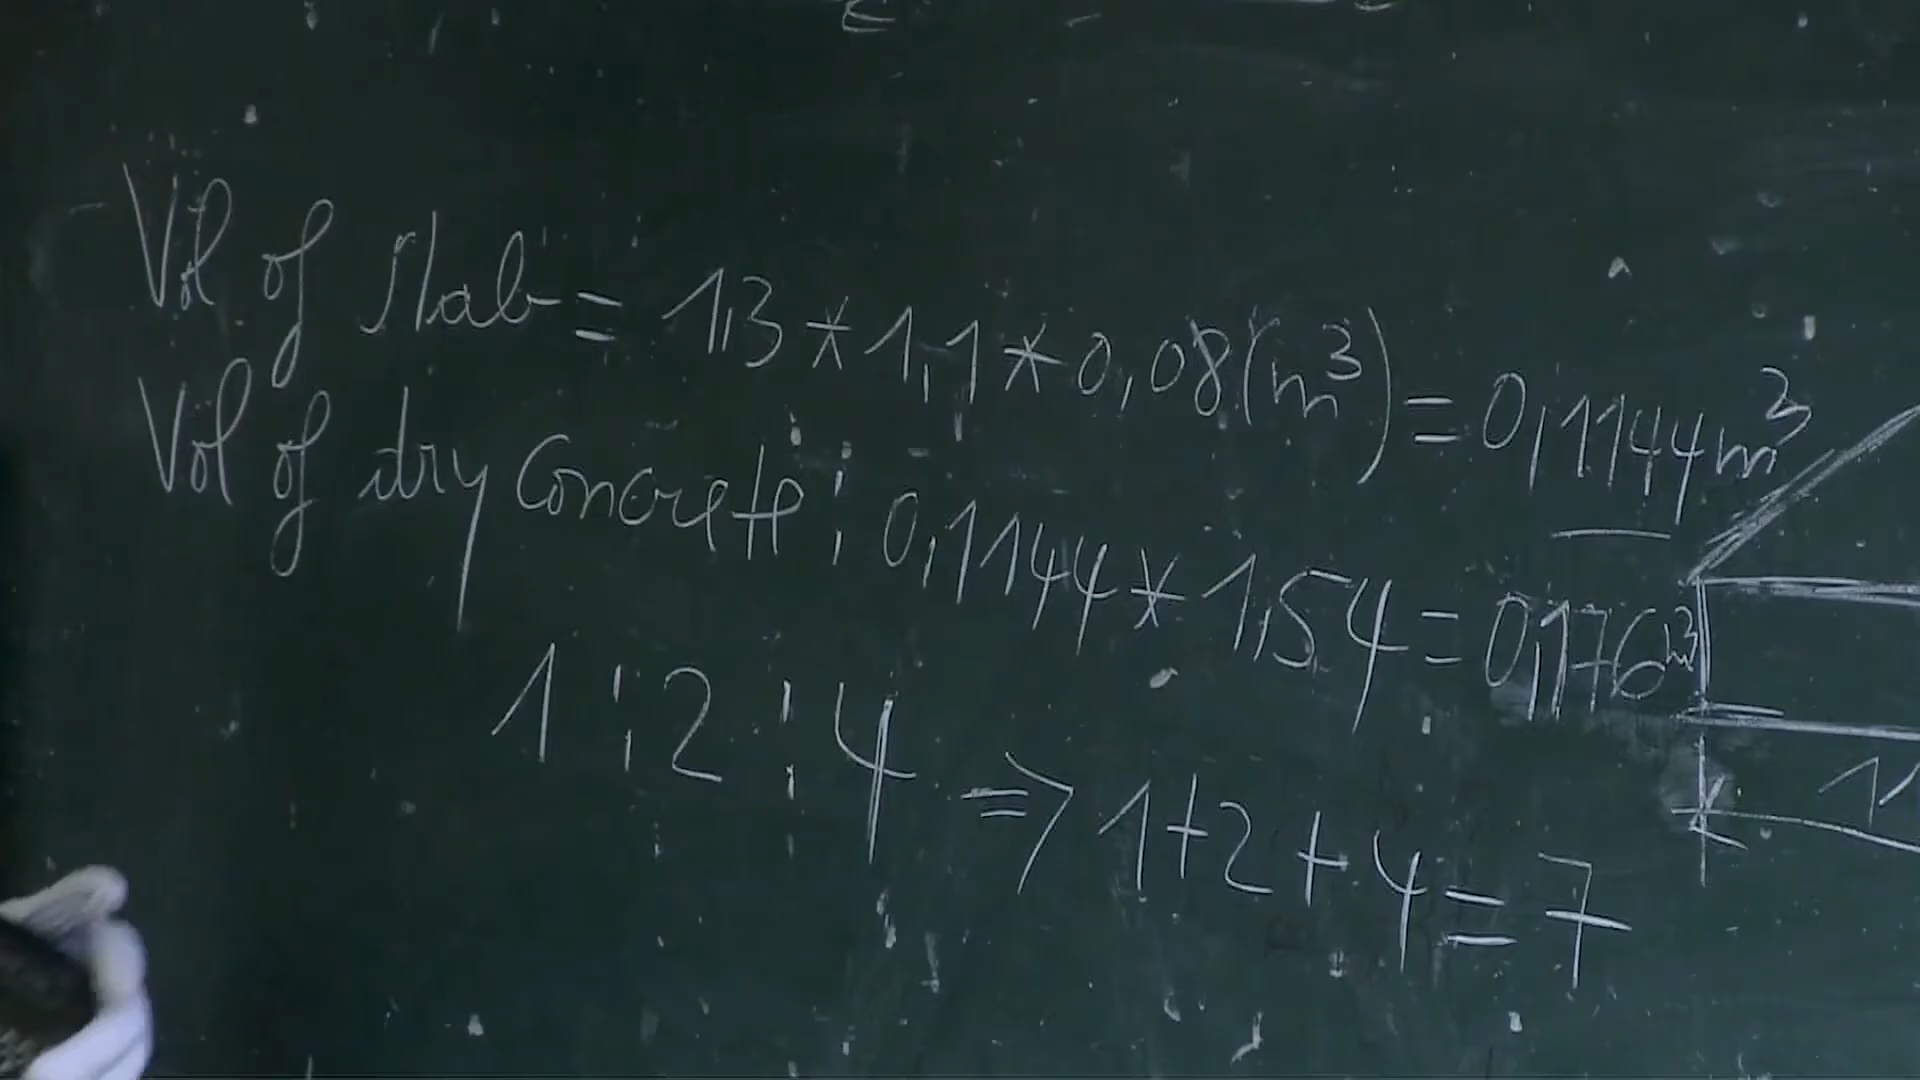 Vol of slab = 1,3 * 1,1 * 0,08 (m³) = 0,1144 m³
Vol of dry concrete : 0,1144 * 1,54 = 0,176 m³
1 : 2 : 4 => 1+2+4=7